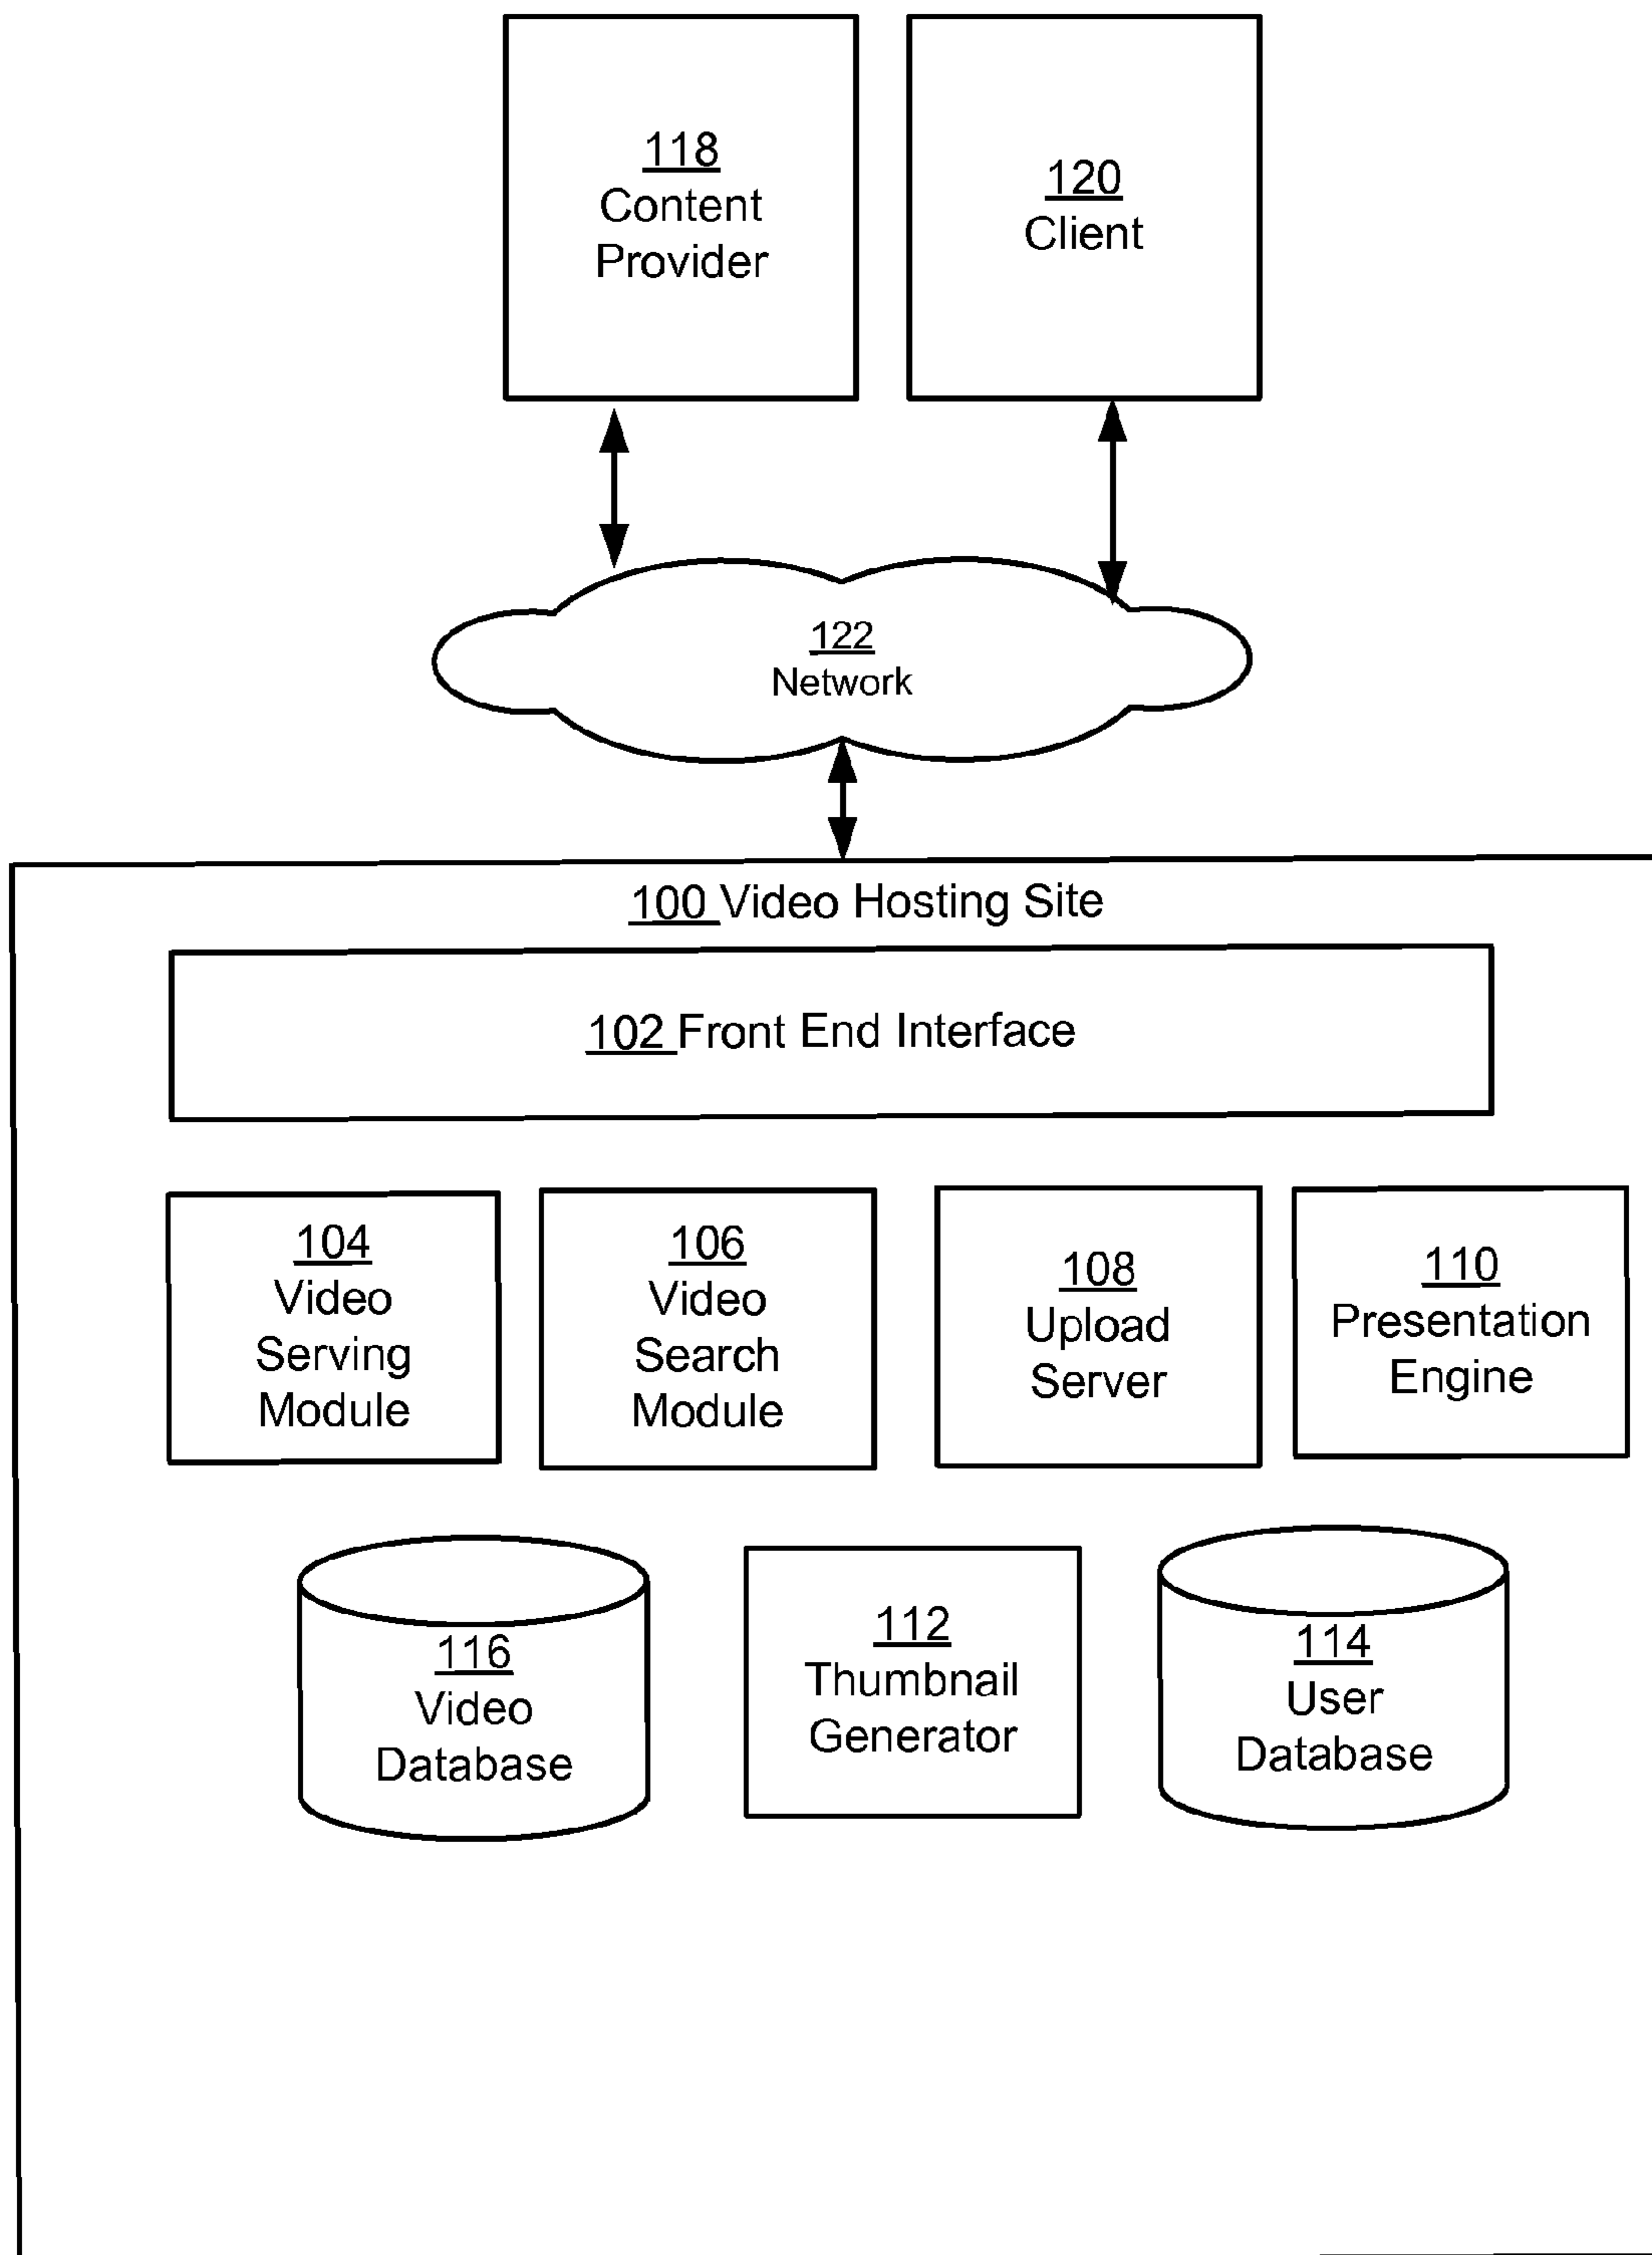 118
Content
Provider
120
Client
122
Network
100 Video Hosting Site
102 Front End Interface
104
Video
Serving
Module
106
Video
Search
Module
108
Upload
Server
110
Presentation
Engine
116
Video
Database
112
Thumbnail
Generator
114
User
Database